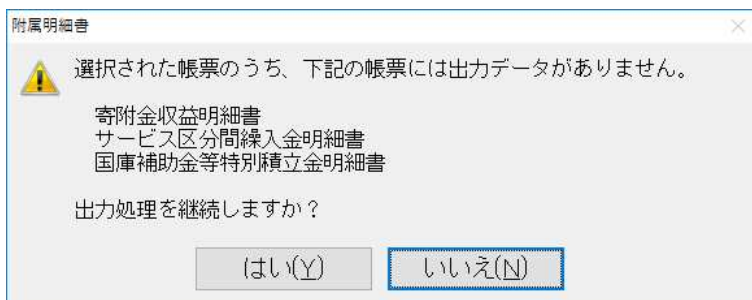 附属明細書
選択された帳票のうち、下記の帳票には出力データがありません。
寄附金収益明細書
サービス区分間繰入金明細書
国庫補助金等特別積立金明細書
出力処理を継続しますか？
はい(Y)
いいえ(N)